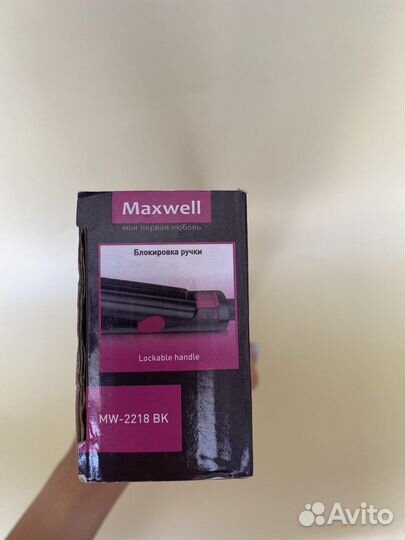 Maxwell
моя первая любовь
Блокировка ручки
Lockable handle
MW-2218 BK
Avito